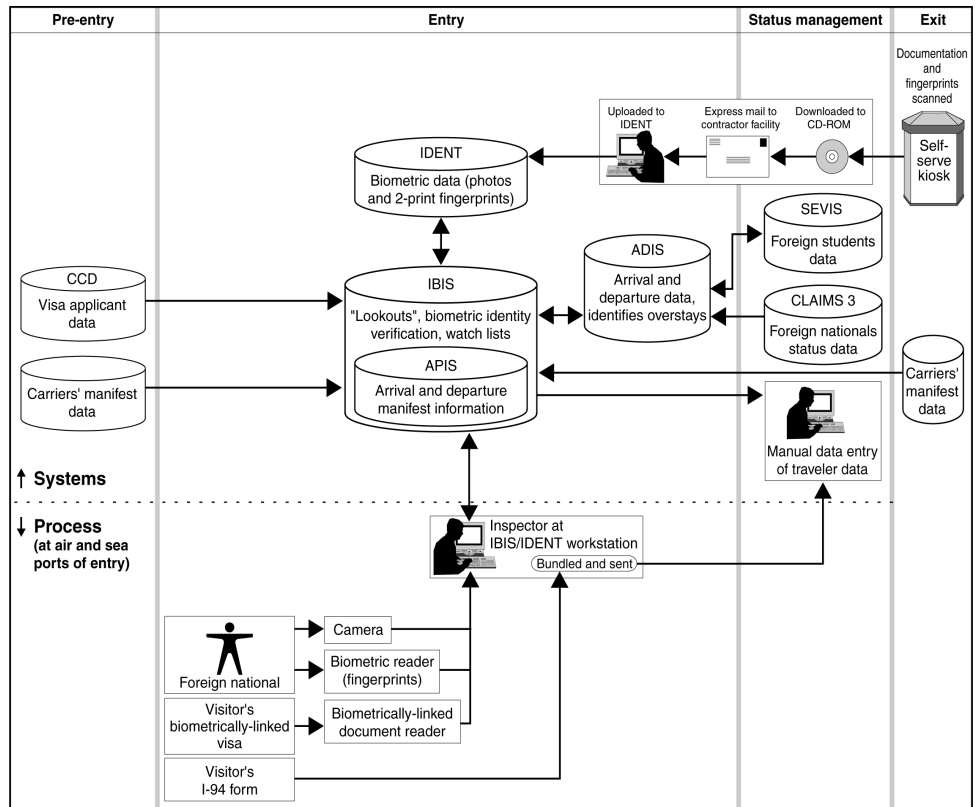 Pre-entry
Entry
Status management
Exit
Documentation
and
fingerprints
scanned
Self-
serve
kiosk
Downloaded to
CD-ROM
Express mail to
contractor facility
Uploaded to
IDENT
IDENT
Biometric data (photos
and 2-print fingerprints)
SEVIS
Foreign students
data
ADIS
Arrival and
departure data,
identifies overstays
CLAIMS 3
Foreign nationals
status data
CCD
Visa applicant
data
IBIS
"Lookouts", biometric identity
verification, watch lists
APIS
Arrival and departure
manifest information
Carriers' manifest
data
Carriers'
manifest
data
Manual data entry
of traveler data
↑ Systems
↓ Process
(at air and sea
ports of entry)
Inspector at
IBIS/IDENT workstation
Bundled and sent
Foreign national
Camera
Biometric reader
(fingerprints)
Visitor's
biometrically-linked
visa
Biometrically-linked
document reader
Visitor's
I-94 form